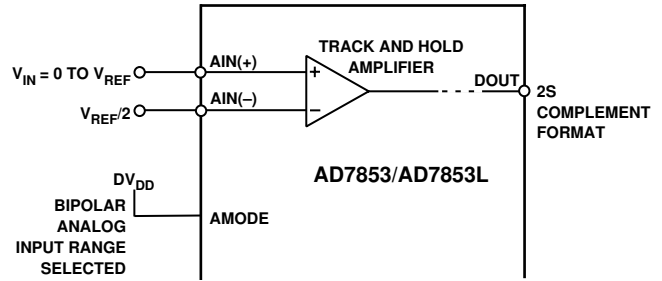 V_IN = 0 TO V_REF
AIN(+)
TRACK AND HOLD
AMPLIFIER
+
DOUT
2S
COMPLEMENT
FORMAT
V_REF/2
AIN(–)
–
AD7853/AD7853L
DV_DD
BIPOLAR
ANALOG
INPUT RANGE
SELECTED
AMODE